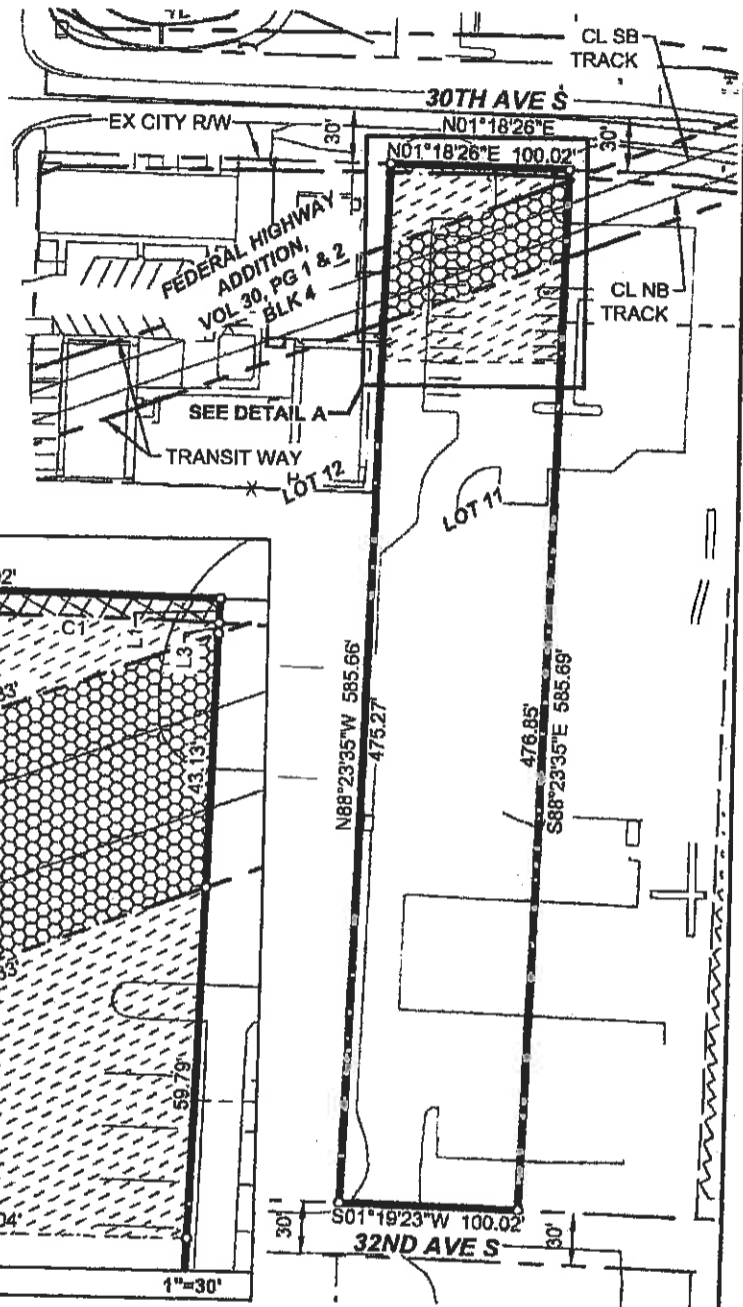 CL SB
TRACK
30TH AVE S
EX CITY R/W
30'
N01°18'26"E
30'
N01°18'26"E 100.02'
FEDERAL HIGHWAY
ADDITION,
VOL 30, PG 1 & 2
BLK 4
CL NB
TRACK
SEE DETAIL A
TRANSIT WAY
LOT 12
LOT 11
C1
L1
L3
43.13'
59.79'
1"=30'
N88°23'35"W 585.66'
475.27'
476.85'
S88°23'35"E 585.69'
S01°19'23"W 100.02'
30'
32ND AVE S
30'